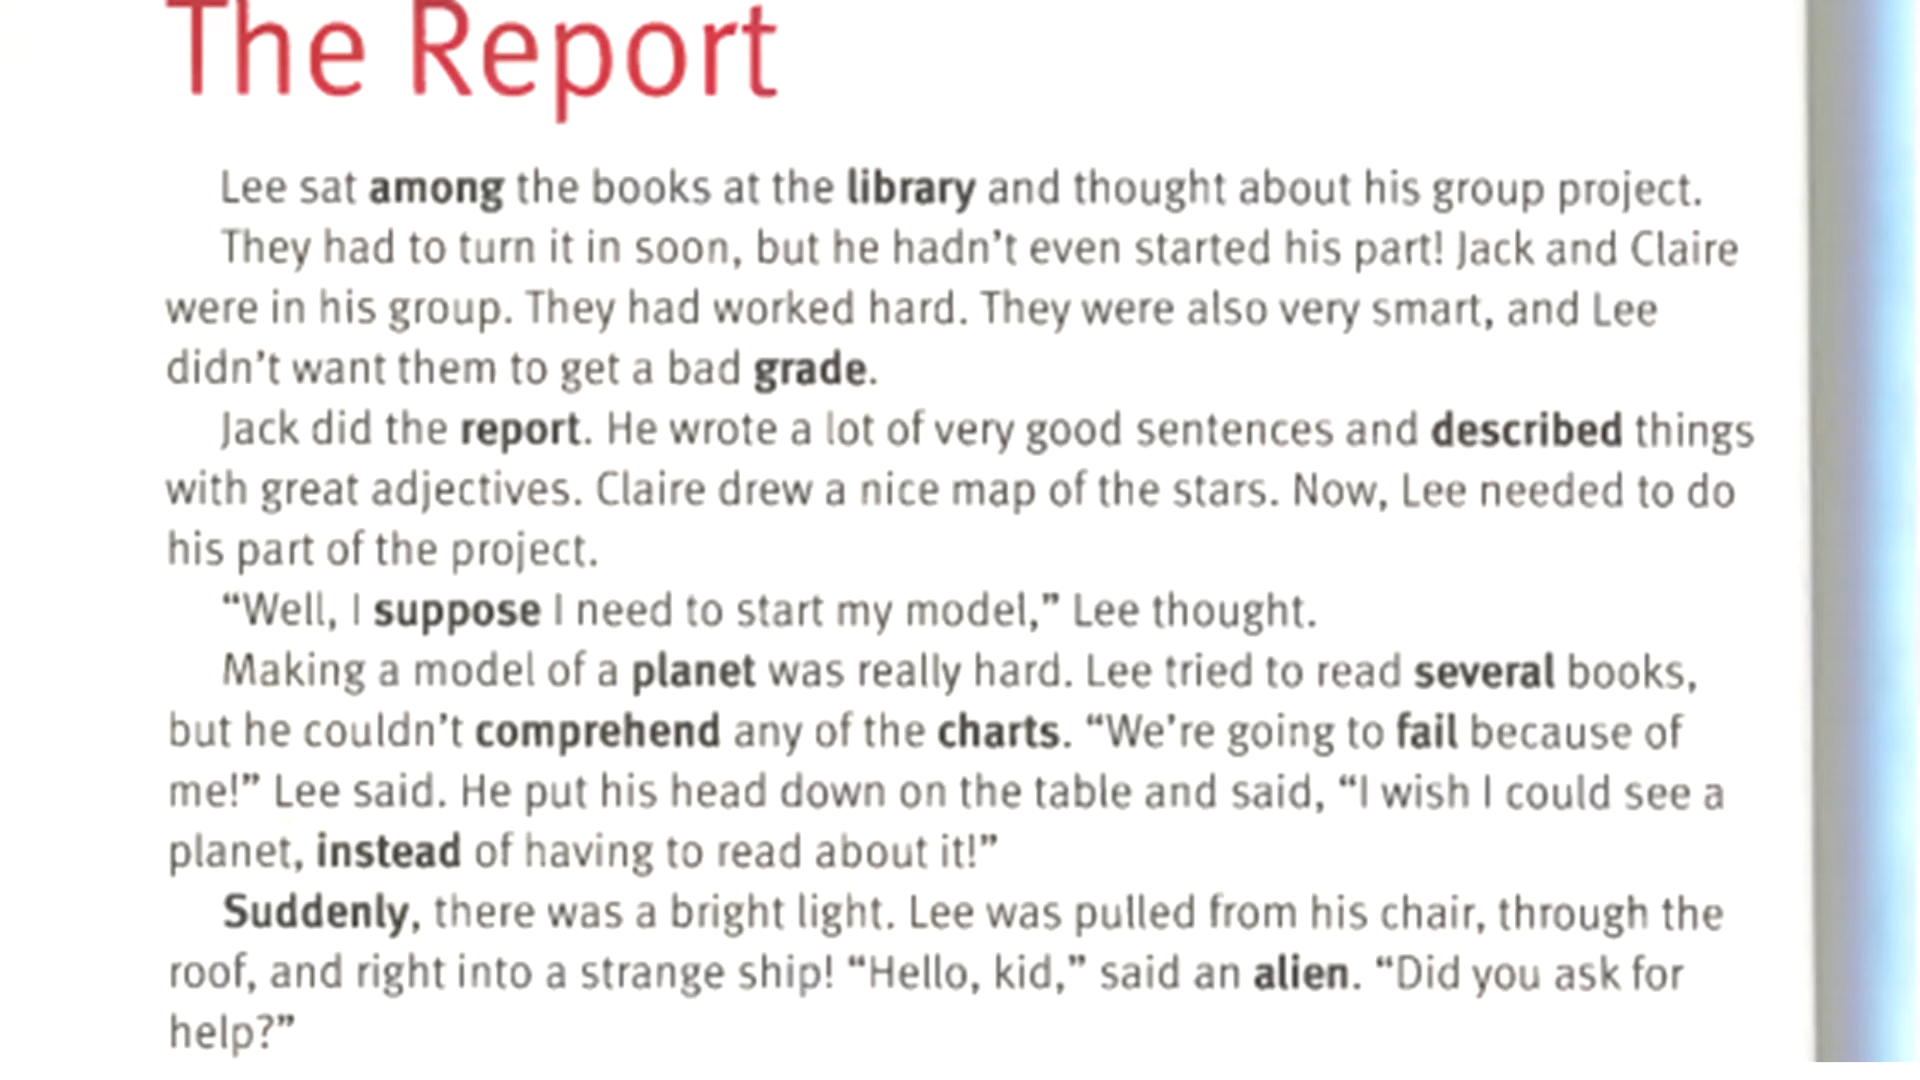 The Report
Lee sat among the books at the library and thought about his group project.
They had to turn it in soon, but he hadn't even started his part! Jack and Claire
were in his group. They had worked hard. They were also very smart, and Lee
didn't want them to get a bad grade.
Jack did the report. He wrote a lot of very good sentences and described things
with great adjectives. Claire drew a nice map of the stars. Now, Lee needed to do
his part of the project.
“Well, I suppose I need to start my model,” Lee thought.
Making a model of a planet was really hard. Lee tried to read several books,
but he couldn't comprehend any of the charts. “We're going to fail because of
me!” Lee said. He put his head down on the table and said, “I wish I could see a
planet, instead of having to read about it!”
Suddenly, there was a bright light. Lee was pulled from his chair, through the
roof, and right into a strange ship! “Hello, kid,” said an alien. “Did you ask for
help?”